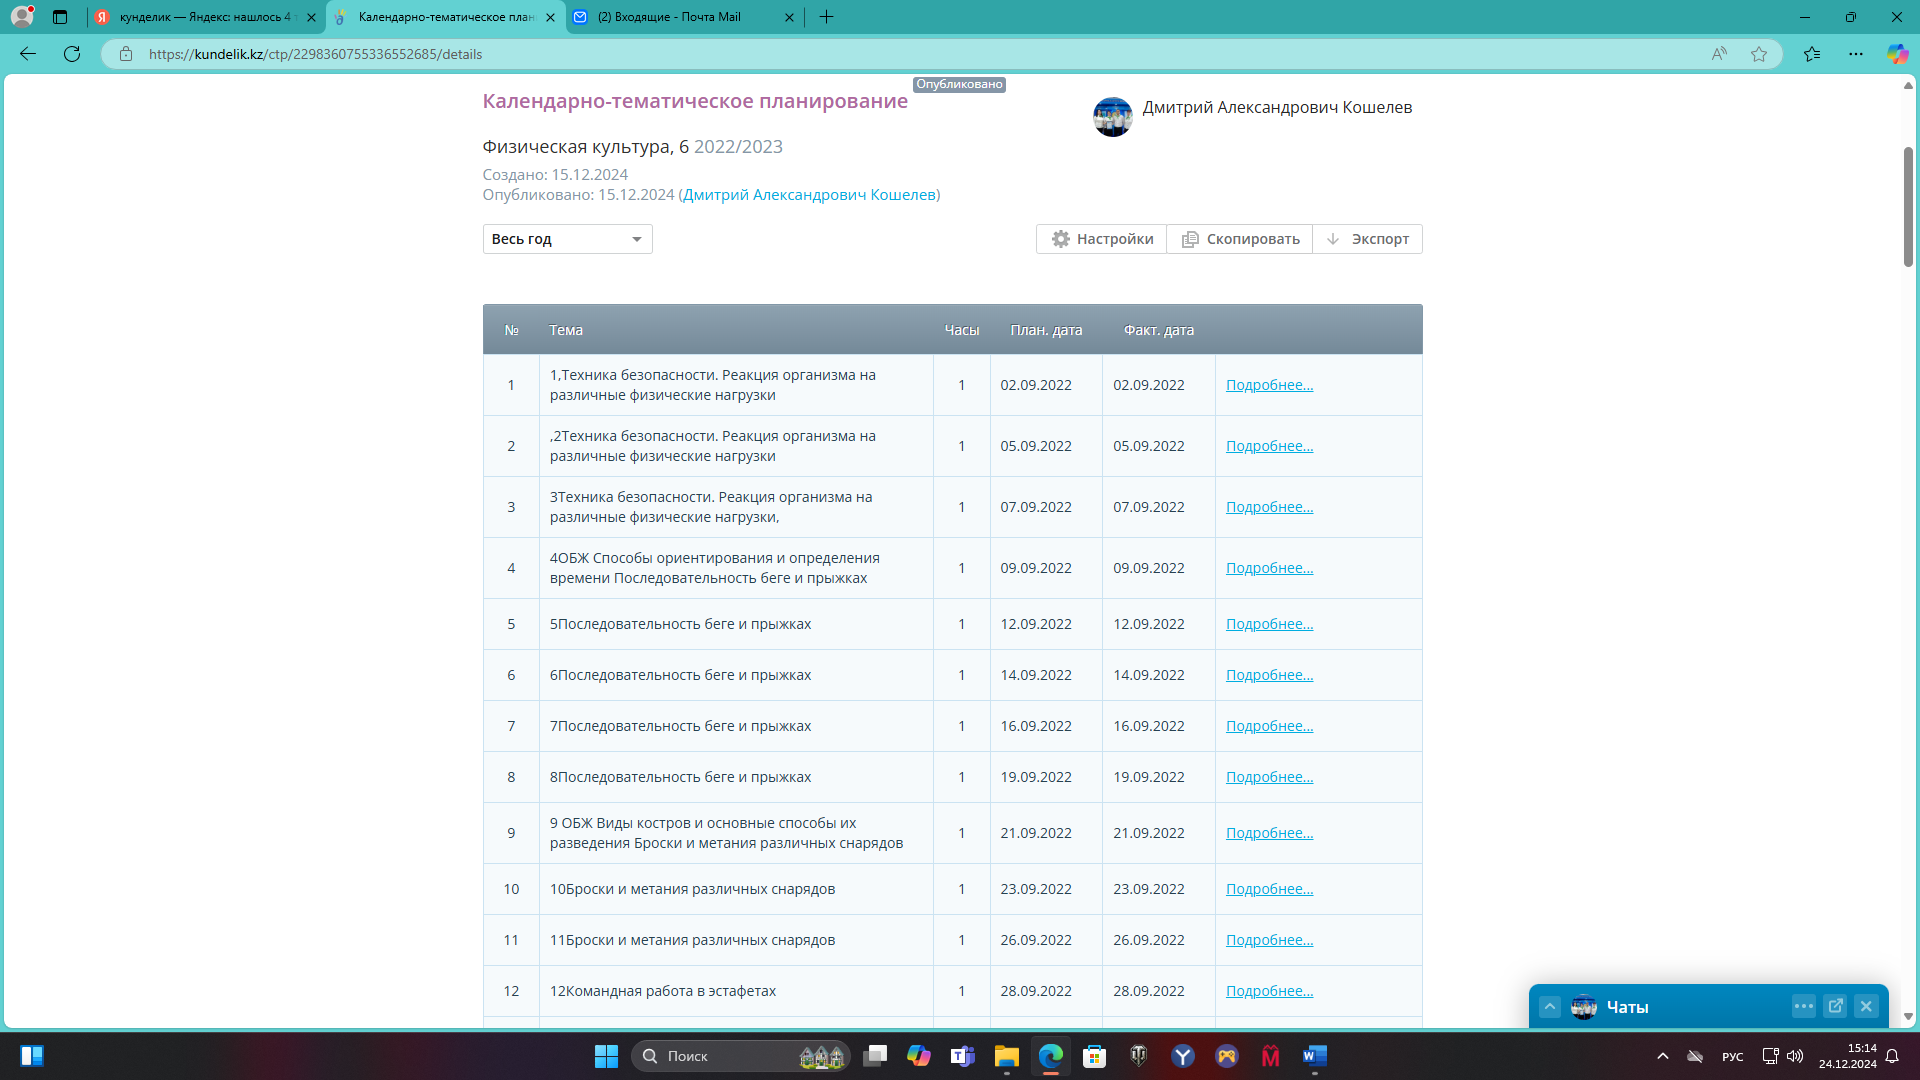 кунделик — Яндекс: нашлось 4 т
Календарно-тематическое план
(2) Входящие - Почта Mail
https://kundelik.kz/ctp/2298360755336552685/details
Опубликовано
Календарно-тематическое планирование
Дмитрий Александрович Кошелев
Физическая культура, 6 2022/2023
Создано: 15.12.2024
Опубликовано: 15.12.2024 (Дмитрий Александрович Кошелев)
Весь год
Настройки
Скопировать
Экспорт
№ Тема Часы План. дата Факт. дата
1 1,Техника безопасности. Реакция организма на
различные физические нагрузки
1 02.09.2022 02.09.2022 Подробнее...
2 ,2Техника безопасности. Реакция организма на
различные физические нагрузки
1 05.09.2022 05.09.2022 Подробнее...
3 3Техника безопасности. Реакция организма на
различные физические нагрузки,
1 07.09.2022 07.09.2022 Подробнее...
4 4ОБЖ Способы ориентирования и определения
времени Последовательность беге и прыжках
1 09.09.2022 09.09.2022 Подробнее...
5 5Последовательность беге и прыжках 1 12.09.2022 12.09.2022 Подробнее...
6 6Последовательность беге и прыжках 1 14.09.2022 14.09.2022 Подробнее...
7 7Последовательность беге и прыжках 1 16.09.2022 16.09.2022 Подробнее...
8 8Последовательность беге и прыжках 1 19.09.2022 19.09.2022 Подробнее...
9 9 ОБЖ Виды костров и основные способы их
разведения Броски и метания различных снарядов
1 21.09.2022 21.09.2022 Подробнее...
10 10Броски и метания различных снарядов 1 23.09.2022 23.09.2022 Подробнее...
11 11Броски и метания различных снарядов 1 26.09.2022 26.09.2022 Подробнее...
12 12Командная работа в эстафетах 1 28.09.2022 28.09.2022 Подробнее...
Чаты
Поиск
РУС
15:14
24.12.2024